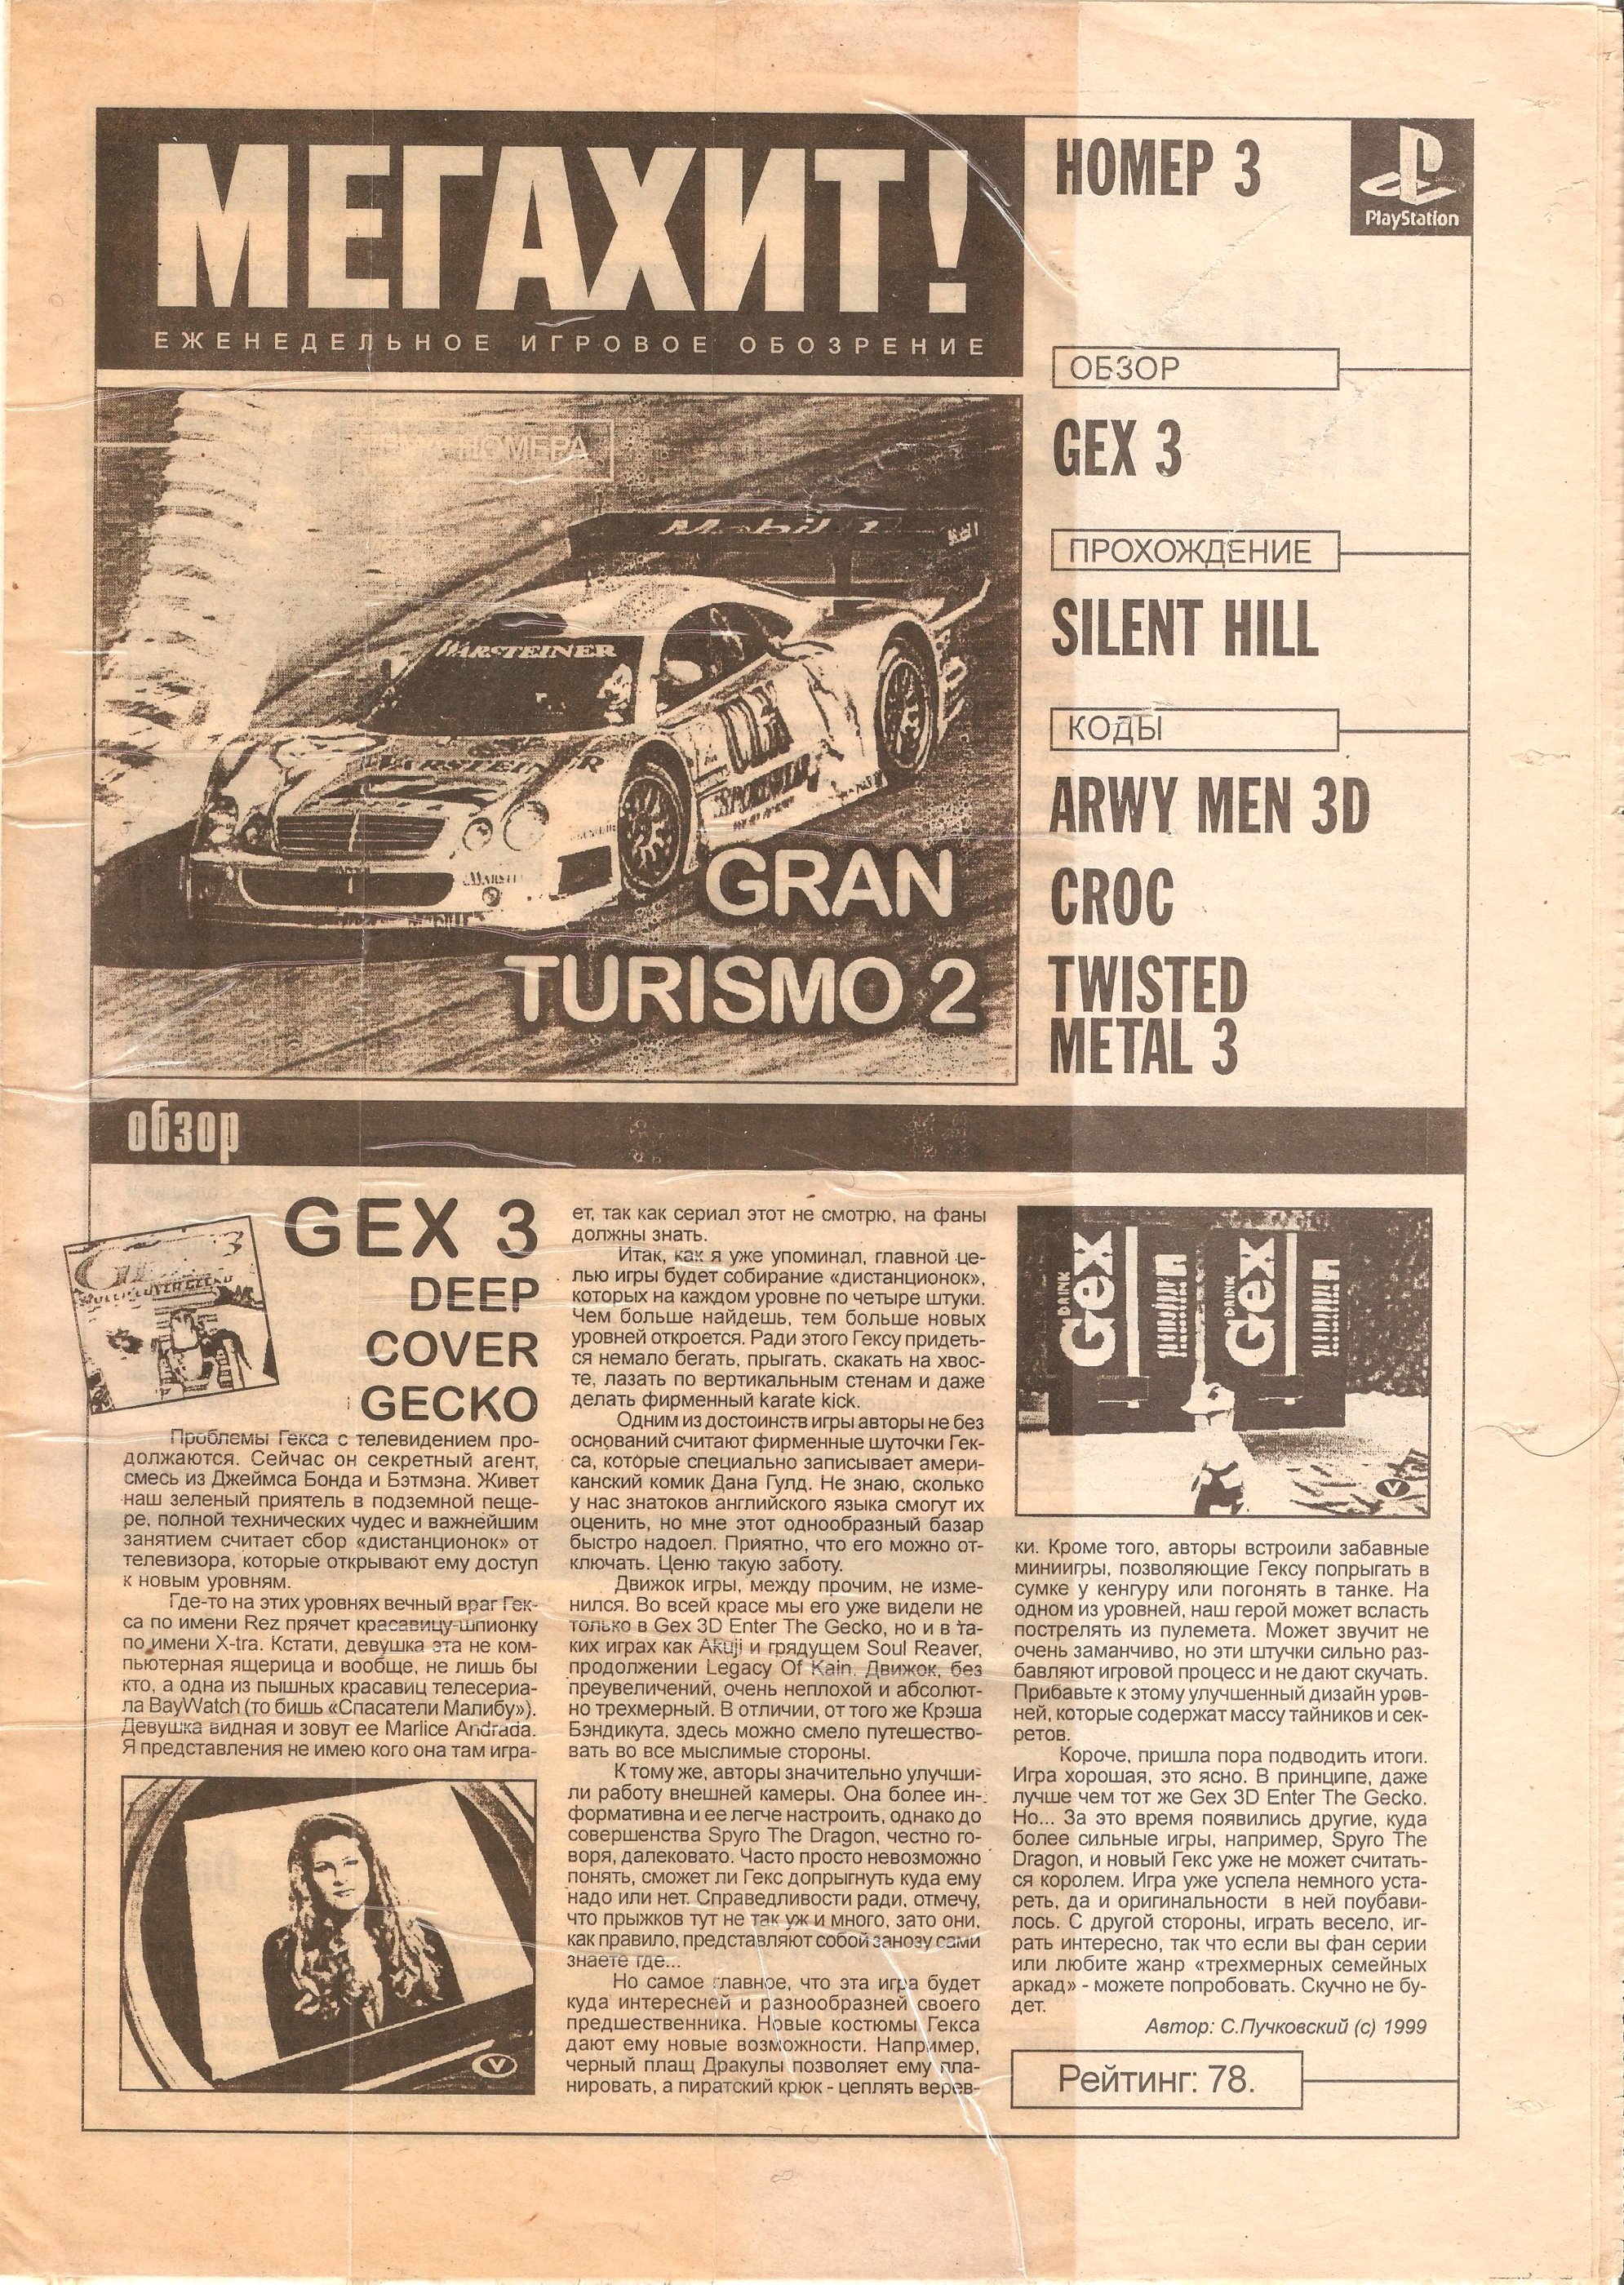 МЕГАХИТ!
ЕЖЕНЕДЕЛЬНОЕ ИГРОВОЕ ОБОЗРЕНИЕ
НОМЕР 3
PlayStation
НОМЕРА
Mobil 1
WARSTEINER
WARSTEINER
GRAN
TURISMO 2
ОБЗОР
GEX 3
ПРОХОЖДЕНИЕ
SILENT HILL
КОДЫ
ARWY MEN 3D
CROC
TWISTED
METAL 3
обзор
GEX 3
DEEP
COVER
GECKO
Проблемы Гекса с телевидением про-
должаются. Сейчас он секретный агент,
смесь из Джеймса Бонда и Бэтмэна. Живет
наш зеленый приятель в подземной пеще-
ре, полной технических чудес и важнейшим
занятием считает сбор «дистанционок» от
телевизора, которые открывают ему доступ
к новым уровням.
Где-то на этих уровнях вечный враг Гек-
са по имени Rez прячет красавицу-шпионку
по имени X-tra. Кстати, девушка эта не ком-
пьютерная ящерица и вообще, не лишь бы
кто, а одна из пышных красавиц телесериа-
ла BayWatch (то бишь «Спасатели Малибу»).
Девушка видная и зовут ее Marlice Andrada.
Я представления не имею кого она там игра-
ет, так как сериал этот не смотрю, на фаны
должны знать.
Итак, как я уже упоминал, главной це-
лью игры будет собирание «дистанционок»,
которых на каждом уровне по четыре штуки.
Чем больше найдешь, тем больше новых
уровней откроется. Ради этого Гексу придеть-
ся немало бегать, прыгать, скакать на хвос-
те, лазать по вертикальным стенам и даже
делать фирменный karate kick.
Одним из достоинств игры авторы не без
оснований считают фирменные шуточки Гек-
са, которые специально записывает амери-
канский комик Дана Гулд. Не знаю, сколько
у нас знатоков английского языка смогут их
оценить, но мне этот однообразный базар
быстро надоел. Приятно, что его можно от-
ключать. Ценю такую заботу.
Движок игры, между прочим, не изме-
нился. Во всей красе мы его уже видели не
только в Gex 3D Enter The Gecko, но и в та-
ких играх как Akuji и грядущем Soul Reaver,
продолжении Legacy Of Kain. Движок, без
преувеличений, очень неплохой и абсолют-
но трехмерный. В отличии, от того же Крэша
Бэндикута, здесь можно смело путешество-
вать во все мыслимые стороны.
К тому же, авторы значительно улучши-
ли работу внешней камеры. Она более ин-
формативна и ее легче настроить, однако до
совершенства Spyro The Dragon, честно го-
воря, далековато. Часто просто невозможно
понять, сможет ли Гекс допрыгнуть куда ему
надо или нет. Справедливости ради, отмечу,
что прыжков тут не так уж и много, зато они,
как правило, представляют собой занозу сами
знаете где...
Но самое главное, что эта игра будет
куда интересней и разнообразней своего
предшественника. Новые костюмы Гекса
дают ему новые возможности. Например,
черный плащ Дракулы позволяет ему пла-
нировать, а пиратский крюк - цеплять верев-
DRINK
Gex
DRINK
Gex
ки. Кроме того, авторы встроили забавные
миниигры, позволяющие Гексу попрыгать в
сумке у кенгуру или погонять в танке. На
одном из уровней, наш герой может всласть
пострелять из пулемета. Может звучит не
очень заманчиво, но эти штучки сильно раз-
бавляют игровой процесс и не дают скучать.
Прибавьте к этому улучшенный дизайн уров-
ней, которые содержат массу тайников и сек-
ретов.
Короче, пришла пора подводить итоги.
Игра хорошая, это ясно. В принципе, даже
лучше чем тот же Gex 3D Enter The Gecko.
Но... За это время появились другие, куда
более сильные игры, например, Spyro The
Dragon, и новый Гекс уже не может считать-
ся королем. Игра уже успела немного уста-
реть, да и оригинальности в ней поубави-
лось. С другой стороны, играть весело, иг-
рать интересно, так что если вы фан серии
или любите жанр «трехмерных семейных
аркад» - можете попробовать. Скучно не бу-
дет.
Автор: С.Пучковский (с) 1999
Рейтинг: 78.